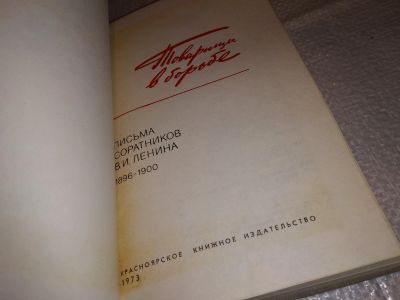 Товарищи
в борьбе
ПИСЬМА
СОРАТНИКОВ
В.И. ЛЕНИНА
1896-1900
КРАСНОЯРСКОЕ КНИЖНОЕ ИЗДАТЕЛЬСТВО
1973